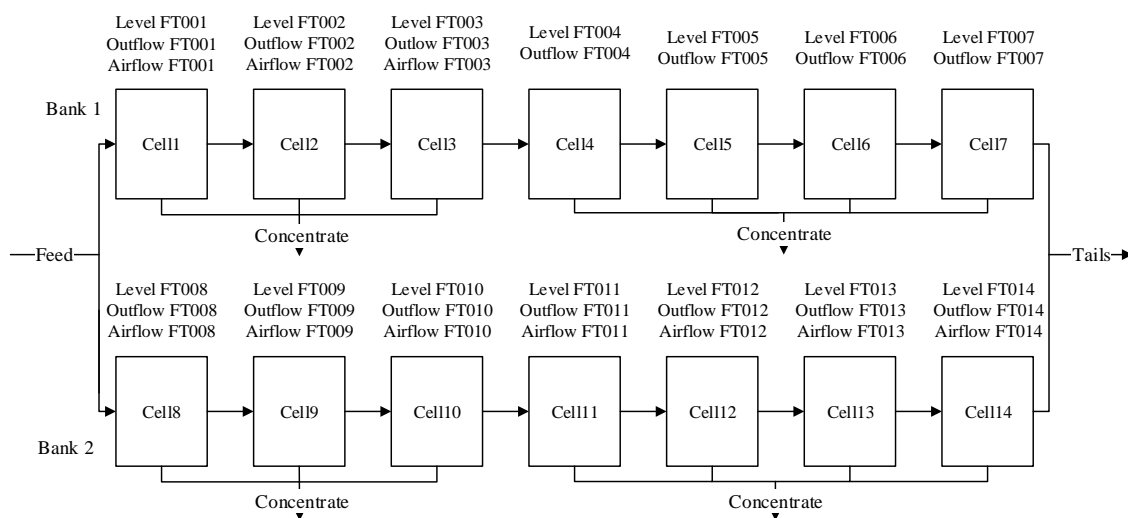 Level FT001
Outflow FT001
Airflow FT001
Level FT002
Outflow FT002
Airflow FT002
Level FT003
Outlow FT003
Airflow FT003
Level FT004
Outflow FT004
Level FT005
Outflow FT005
Level FT006
Outflow FT006
Level FT007
Outflow FT007
Bank 1
Cell1
Cell2
Cell3
Cell4
Cell5
Cell6
Cell7
Concentrate
Concentrate
Feed
Tails
Level FT008
Outflow FT008
Airflow FT008
Level FT009
Outflow FT009
Airflow FT009
Level FT010
Outflow FT010
Airflow FT010
Level FT011
Outflow FT011
Airflow FT011
Level FT012
Outflow FT012
Airflow FT012
Level FT013
Outflow FT013
Airflow FT013
Level FT014
Outflow FT014
Airflow FT014
Cell8
Cell9
Cell10
Cell11
Cell12
Cell13
Cell14
Bank 2
Concentrate
Concentrate